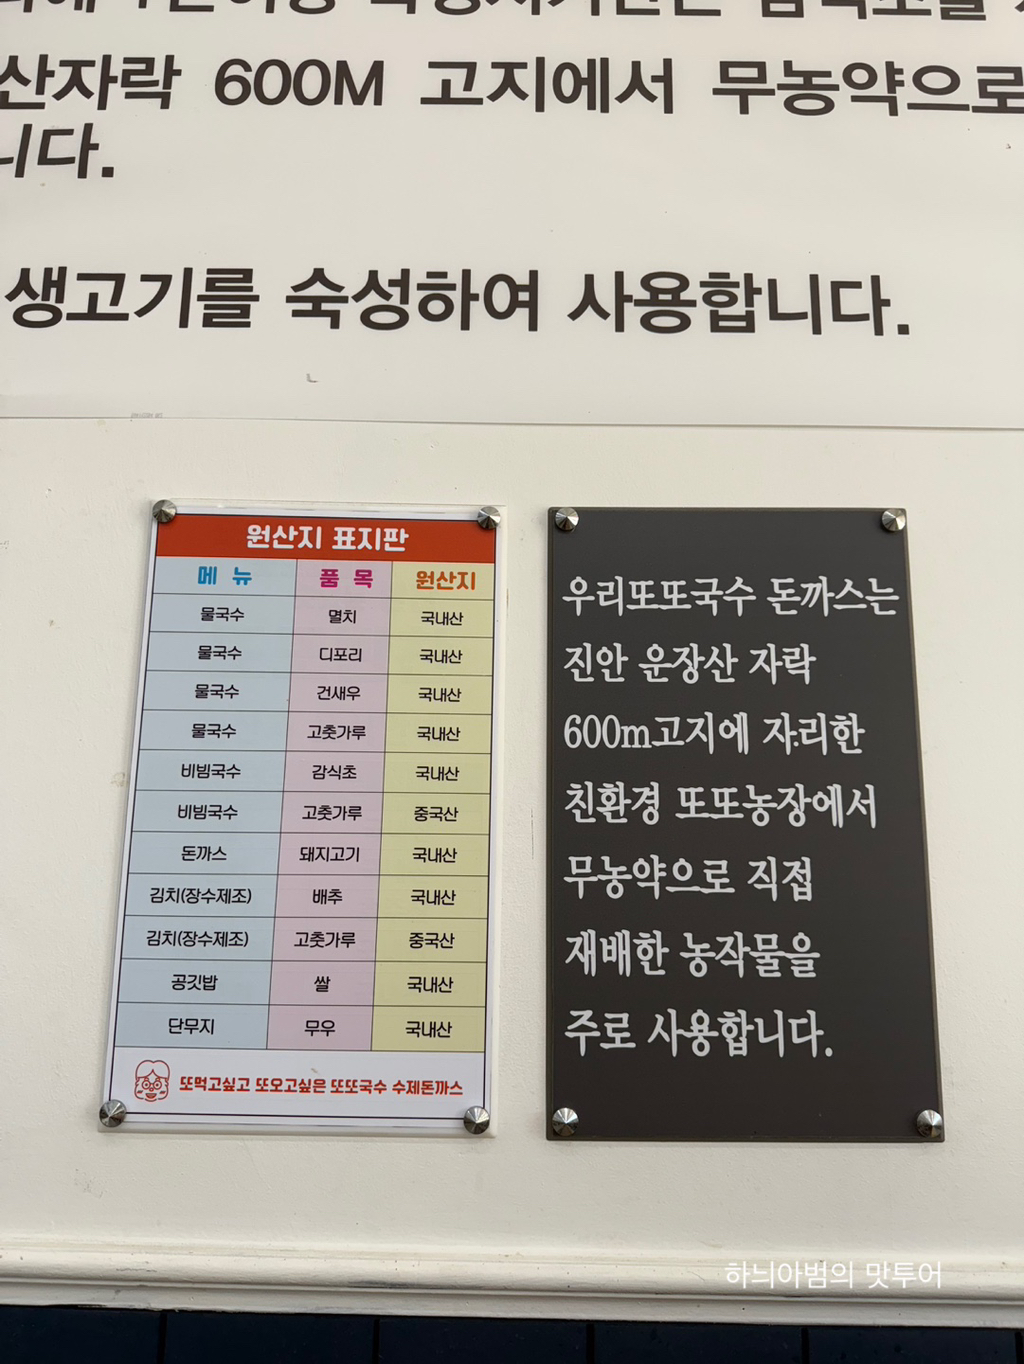 산자락 600M 고지에서 무농약으로
니다.
생고기를 숙성하여 사용합니다.
원산지 표지판
메 뉴 품 목 원산지
물국수 멸치 국내산
물국수 디포리 국내산
물국수 건새우 국내산
물국수 고춧가루 국내산
비빔국수 감식초 국내산
비빔국수 고춧가루 중국산
돈까스 돼지고기 국내산
김치(장수제조) 배추 국내산
김치(장수제조) 고춧가루 중국산
공깃밥 쌀 국내산
단무지 무우 국내산
또먹고싶고 또오고싶은 또또국수 수제돈까스
우리또또국수 돈까스는
진안 운장산 자락
600m고지에 자리한
친환경 또또농장에서
무농약으로 직접
재배한 농작물을
주로 사용합니다.
하늬아범의 맛투어